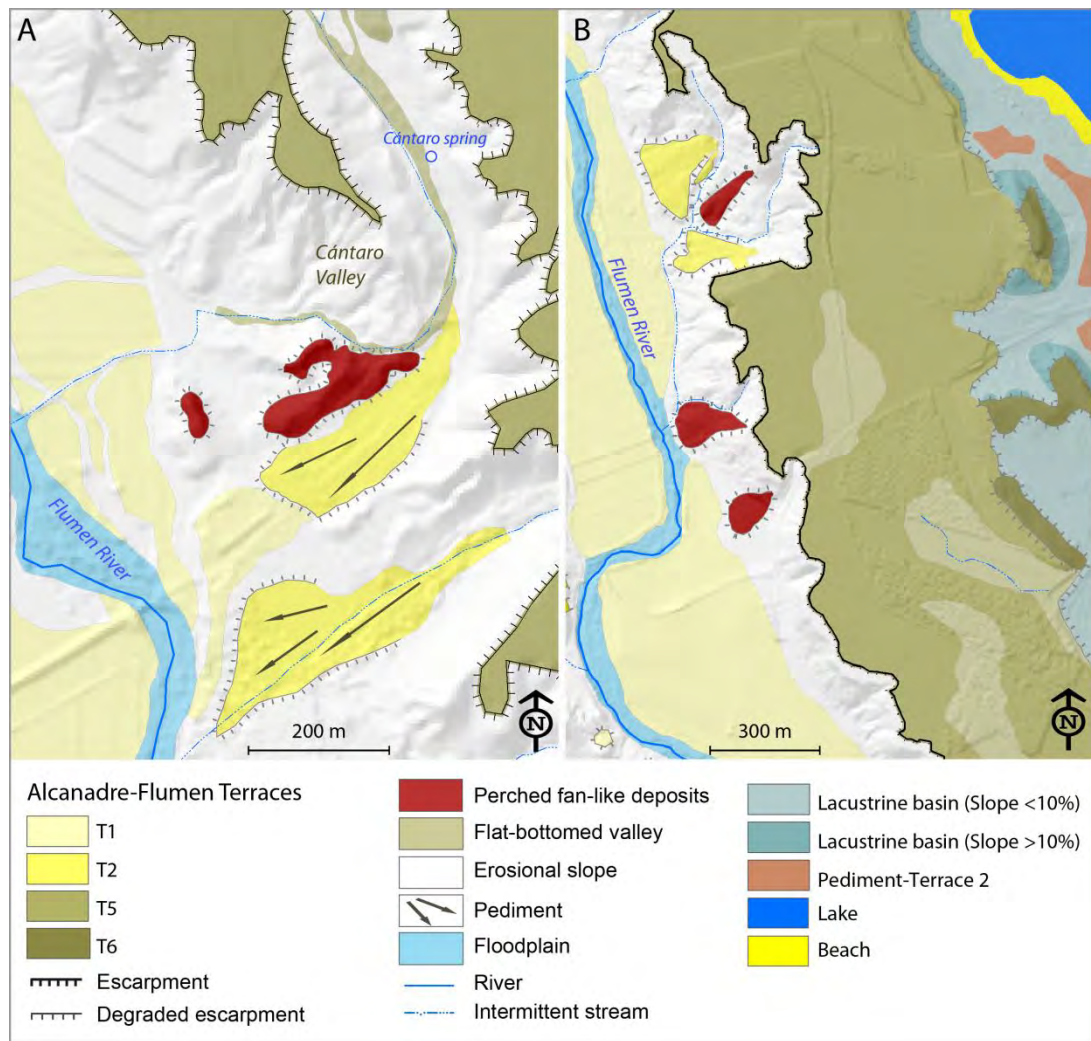 A
B
Cántaro spring
Cántaro
Valley
Flumen River
Flumen River
200 m
N
300 m
N
Alcanadre-Flumen Terraces
T1
T2
T5
T6
Escarpment
Degraded escarpment
Perched fan-like deposits
Flat-bottomed valley
Erosional slope
Pediment
Floodplain
River
Intermittent stream
Lacustrine basin (Slope <10%)
Lacustrine basin (Slope >10%)
Pediment-Terrace 2
Lake
Beach